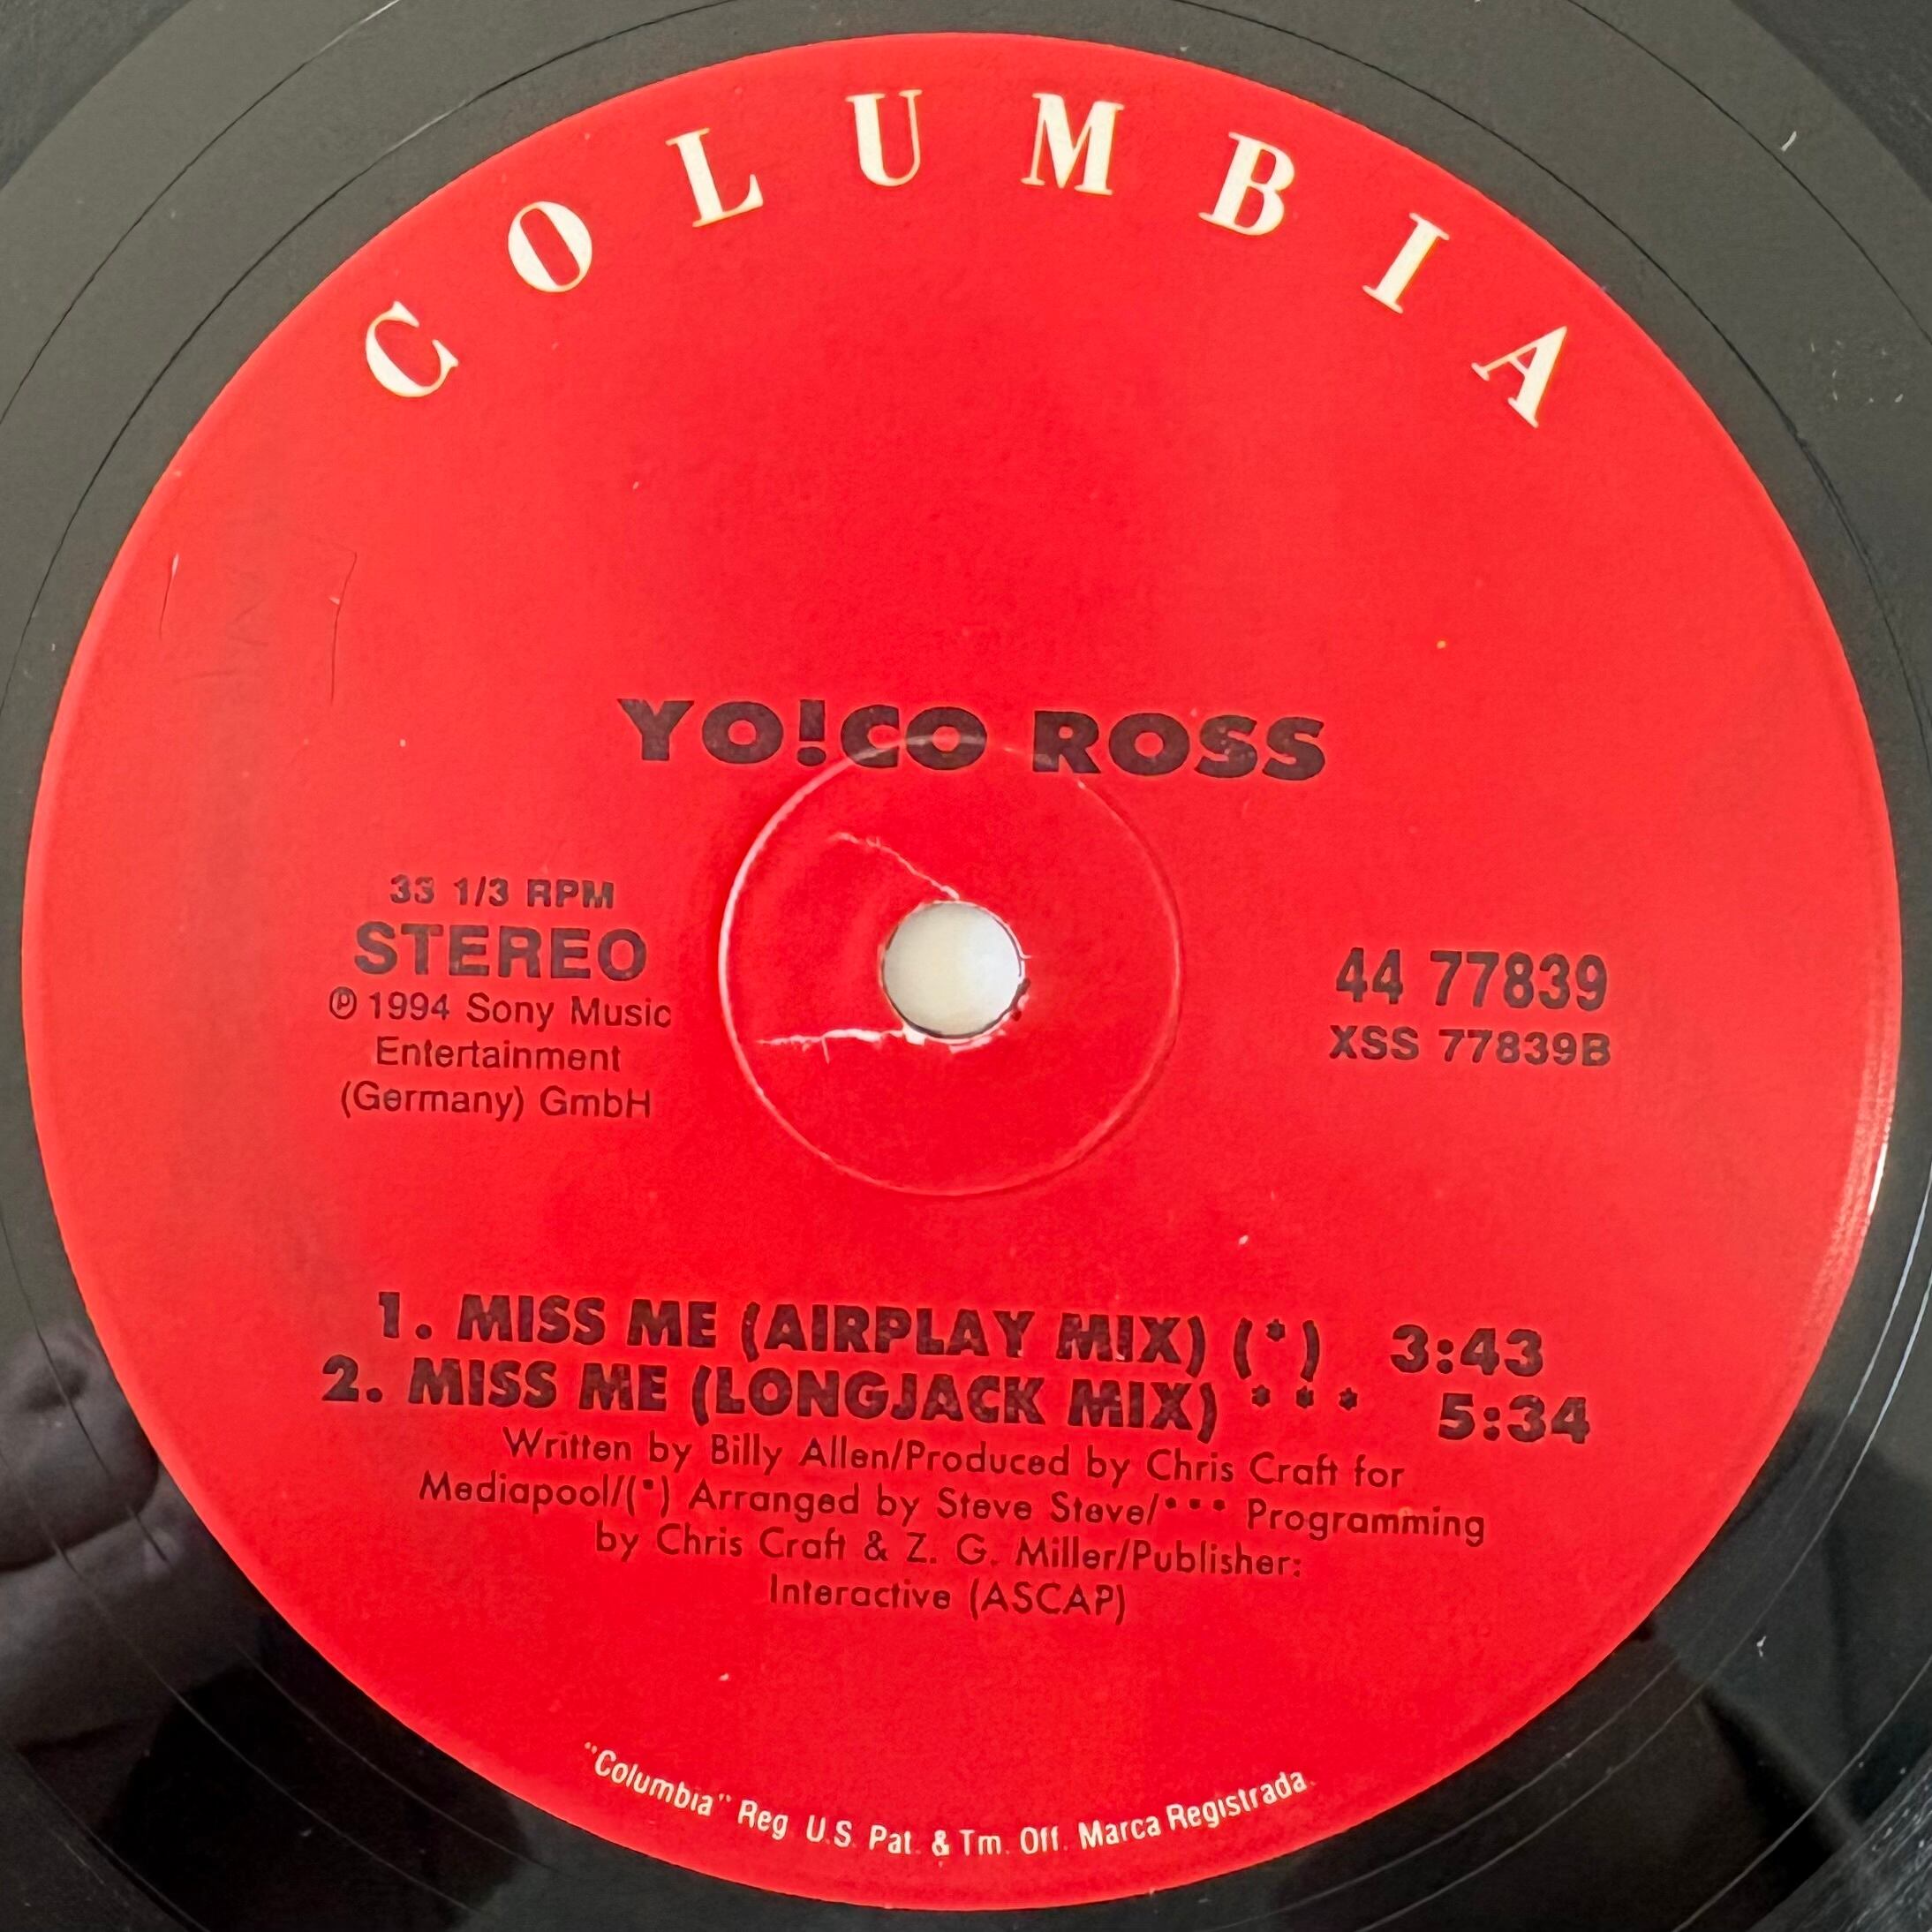 COLUMBIA
YO!CO ROSS
33 1/3 RPM
STEREO
℗ 1994 Sony Music
Entertainment
(Germany) GmbH
44 77839
XSS 77839B
1. MISS ME (AIRPLAY MIX) (*) 3:43
2. MISS ME (LONGJACK MIX) *** 5:34
Written by Billy Allen/Produced by Chris Craft for
Mediapool/(*) Arranged by Steve Steve/*** Programming
by Chris Craft & Z. G. Miller/Publisher:
Interactive (ASCAP)
"Columbia" Reg. U.S. Pat. & Tm. Off. Marca Registrada.